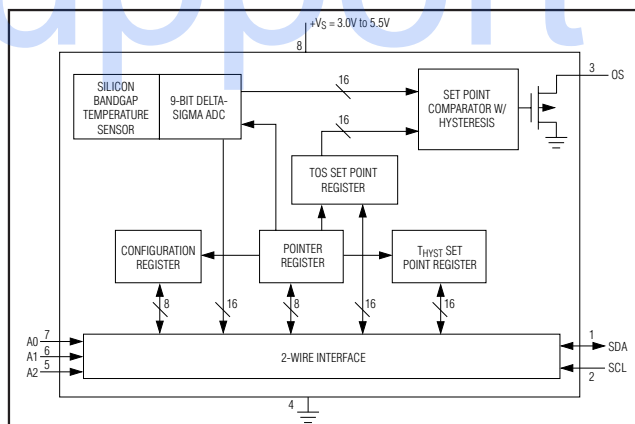 upport
+VS = 3.0V to 5.5V
8
SILICON
BANDGAP
TEMPERATURE
SENSOR
9-BIT DELTA-
SIGMA ADC
16
16
SET POINT
COMPARATOR W/
HYSTERESIS
3
OS
TOS SET POINT
REGISTER
CONFIGURATION
REGISTER
POINTER
REGISTER
THYST SET
POINT REGISTER
8
16
8
16
16
A0
7
A1
6
A2
5
2-WIRE INTERFACE
1
SDA
SCL
2
4